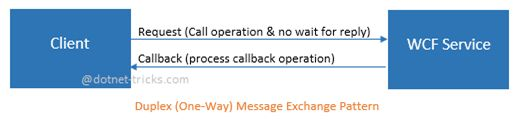 Request (Call operation & no wait for reply)
Client
WCF Service
Callback (process callback operation)
@dotnet-tricks.com
Duplex (One-Way) Message Exchange Pattern